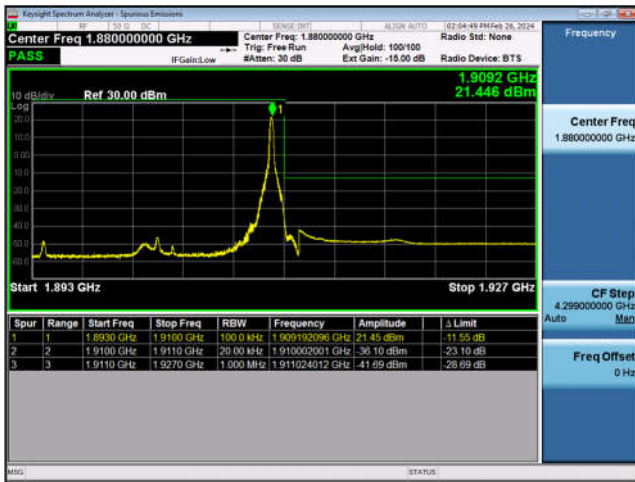 Keysight Spectrum Analyzer - Spurious Emissions
RF 50 Ω DC SENSE:INT ALIGN AUTO 02:04:49 PM Feb 26, 2024
Center Freq 1.880000000 GHz
Center Freq: 1.880000000 GHz
Radio Std: None
Frequency
PASS
Trig: Free Run
Avg|Hold: 100/100
IFGain:Low
#Atten: 30 dB
Ext Gain: -15.00 dB
Radio Device: BTS
1.9092 GHz
10 dB/div
Ref 30.00 dBm
21.446 dBm
Log
1
20.0
10.0
0.00
-10.0
-20.0
-30.0
-40.0
-50.0
-60.0
Start 1.893 GHz
Stop 1.927 GHz
Spur Range Start Freq Stop Freq RBW Frequency Amplitude Δ Limit
1 1 1.8930 GHz 1.9100 GHz 100.0 kHz 1.909192096 GHz 21.45 dBm -11.55 dB
2 2 1.9100 GHz 1.9110 GHz 20.00 kHz 1.910002001 GHz -36.10 dBm -23.10 dB
3 3 1.9110 GHz 1.9270 GHz 1.000 MHz 1.911024012 GHz -41.69 dBm -28.69 dB
Center Freq
1.880000000 GHz
CF Step
4.299000000 GHz
Auto Man
Freq Offset
0 Hz
MSG
STATUS